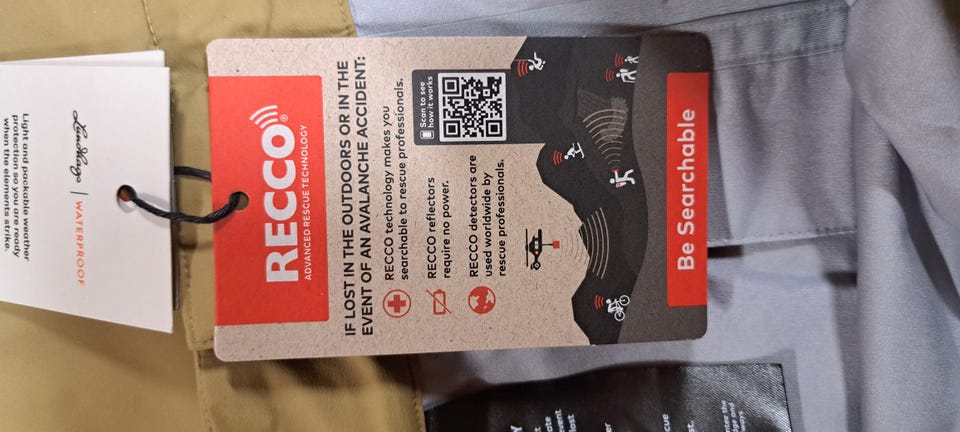 Lundhags | WATERPROOF
Light and packable weather
protection so you are ready
when the elements strike.
RECCO®
ADVANCED RESCUE TECHNOLOGY
IF LOST IN THE OUTDOORS OR IN THE
EVENT OF AN AVALANCHE ACCIDENT:
RECCO technology makes you
searchable to rescue professionals.
RECCO reflectors
require no power.
RECCO detectors are
used worldwide by
rescue professionals.
Scan to see
how it works
Be Searchable